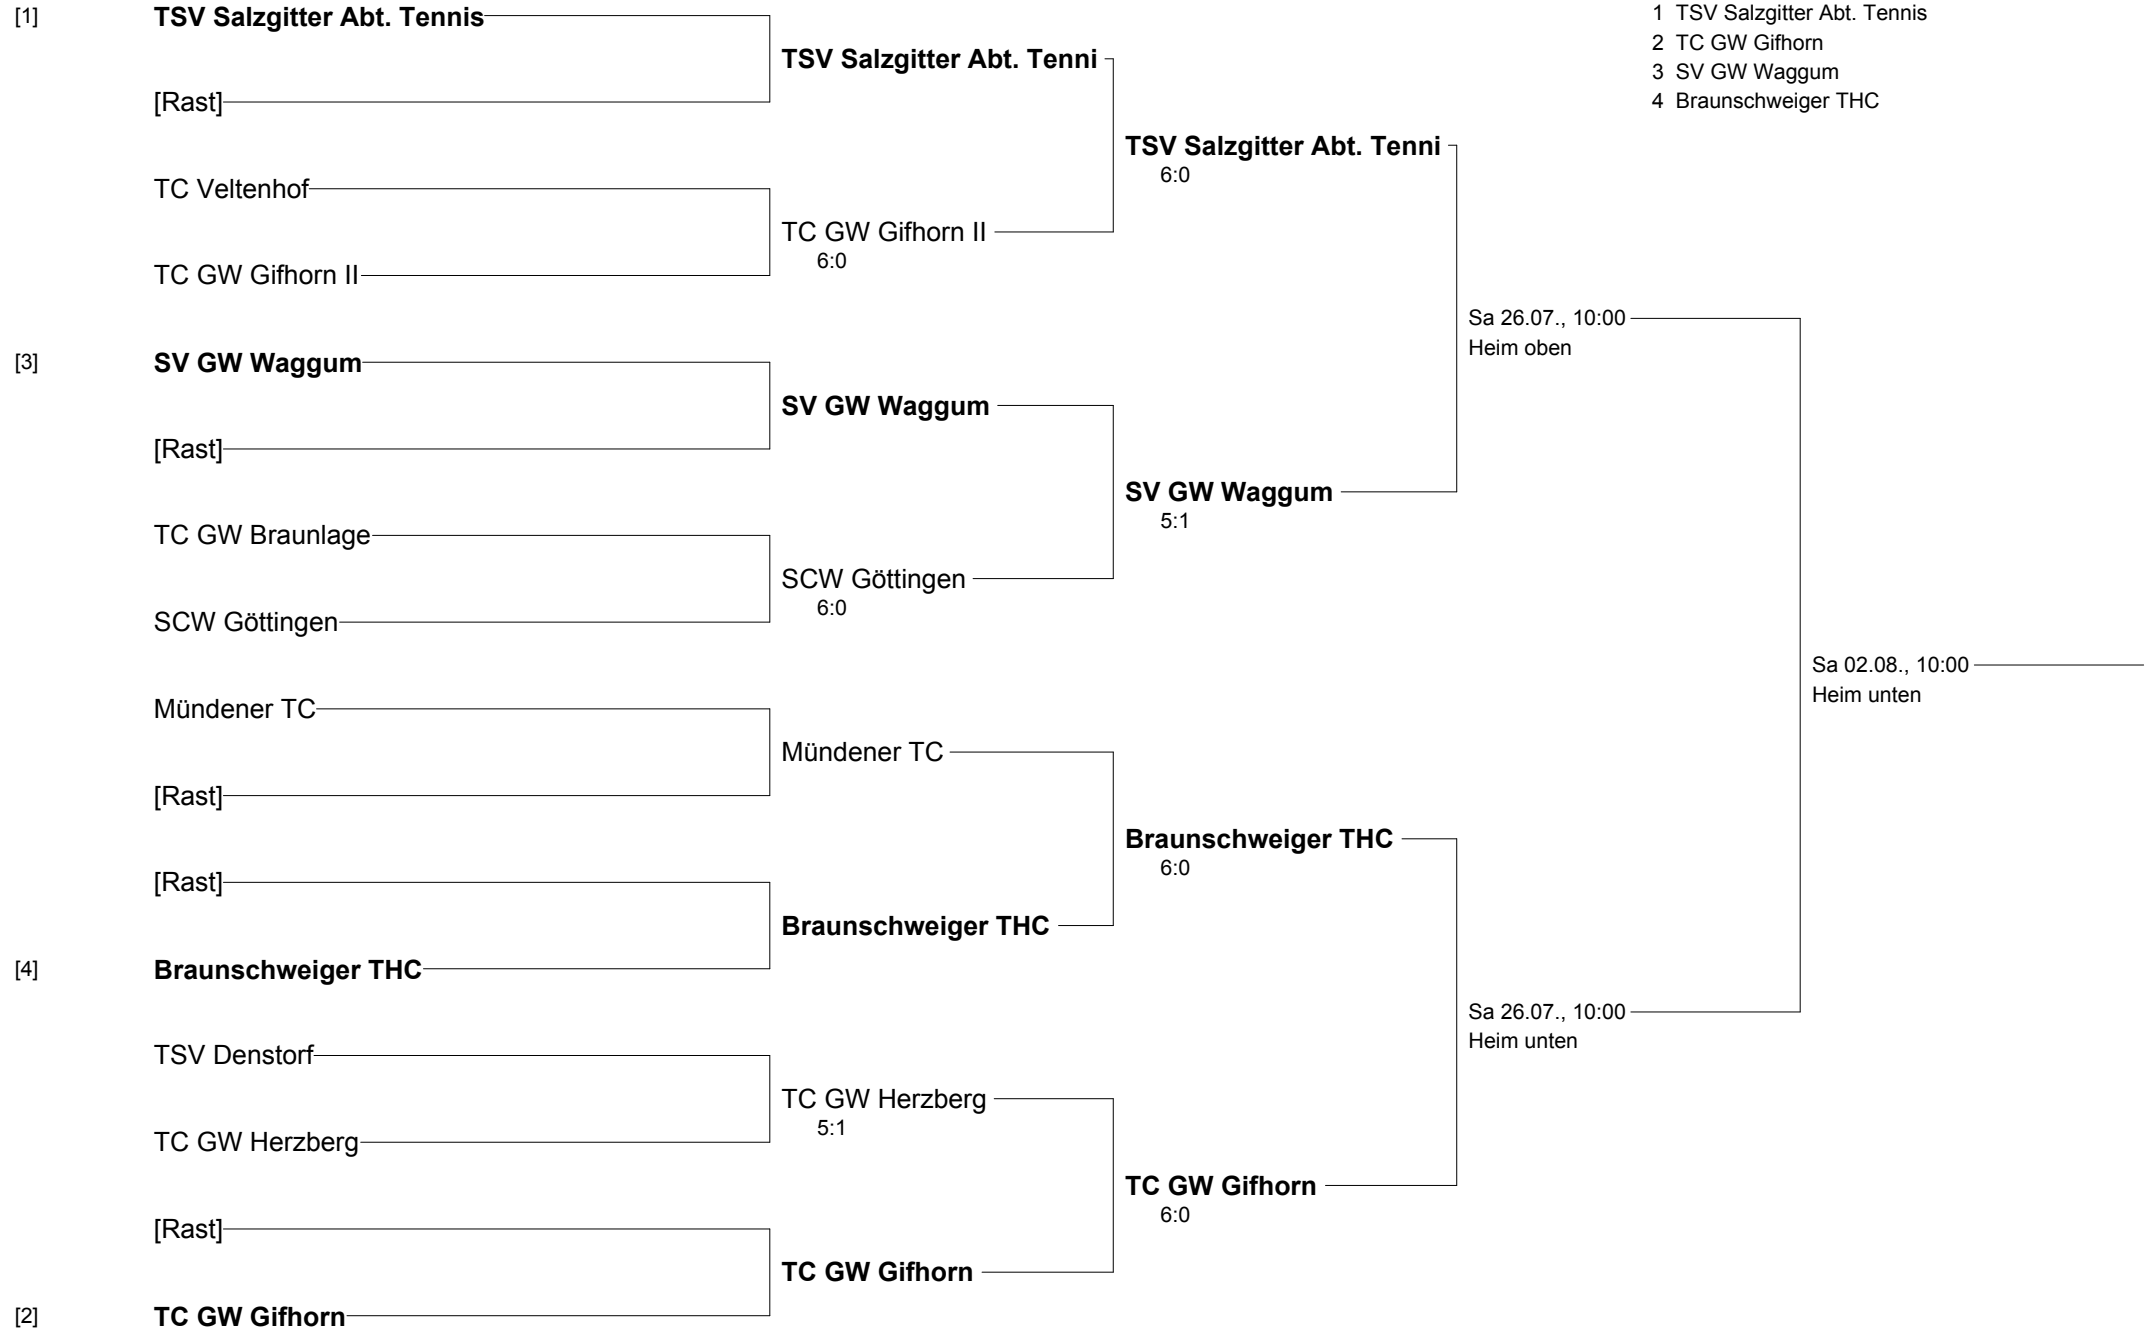 [1] TSV Salzgitter Abt. Tennis
[Rast]
TC Veltenhof
TC GW Gifhorn II
[3] SV GW Waggum
[Rast]
TC GW Braunlage
SCW Göttingen
Mündener TC
[Rast]
[Rast]
[4] Braunschweiger THC
TSV Denstorf
TC GW Herzberg
[Rast]
[2] TC GW Gifhorn
TSV Salzgitter Abt. Tenni
TC GW Gifhorn II
6:0
SV GW Waggum
SCW Göttingen
6:0
Mündener TC
Braunschweiger THC
TC GW Herzberg
5:1
TC GW Gifhorn
TSV Salzgitter Abt. Tenni
6:0
SV GW Waggum
5:1
Braunschweiger THC
6:0
TC GW Gifhorn
6:0
Sa 26.07., 10:00
Heim oben
Sa 26.07., 10:00
Heim unten
Sa 02.08., 10:00
Heim unten
1 TSV Salzgitter Abt. Tennis
2 TC GW Gifhorn
3 SV GW Waggum
4 Braunschweiger THC